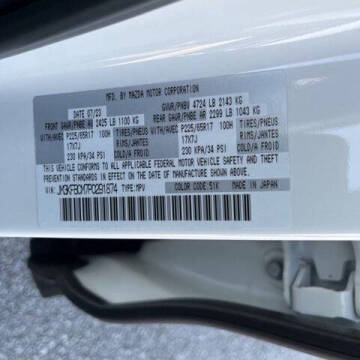 MFD. BY MAZDA MOTOR CORPORATION
DATE 07/23 GVWR/PNBV 4724 LB 2143 KG
FRONT GAWR/PNBE AR 2425 LB 1100 KG REAR GAWR/PNBE AR 2299 LB 1043 KG
WITH/AVEC P225/65R17 100H TIRES/PNEUS WITH/AVEC P225/65R17 100H TIRES/PNEUS
17X7J RIMS/JANTES 17X7J RIMS/JANTES
230 KPA/34 PSI COLD/A FROID 230 KPA/34 PSI COLD/A FROID
THIS VEHICLE CONFORMS TO ALL APPLICABLE FEDERAL MOTOR VEHICLE SAFETY, BUMPER AND THEFT
PREVENTION STANDARDS IN EFFECT ON THE DATE OF MANUFACTURE SHOWN ABOVE.
TYPE: MPV COLOR CODE: 51K MADE IN JAPAN